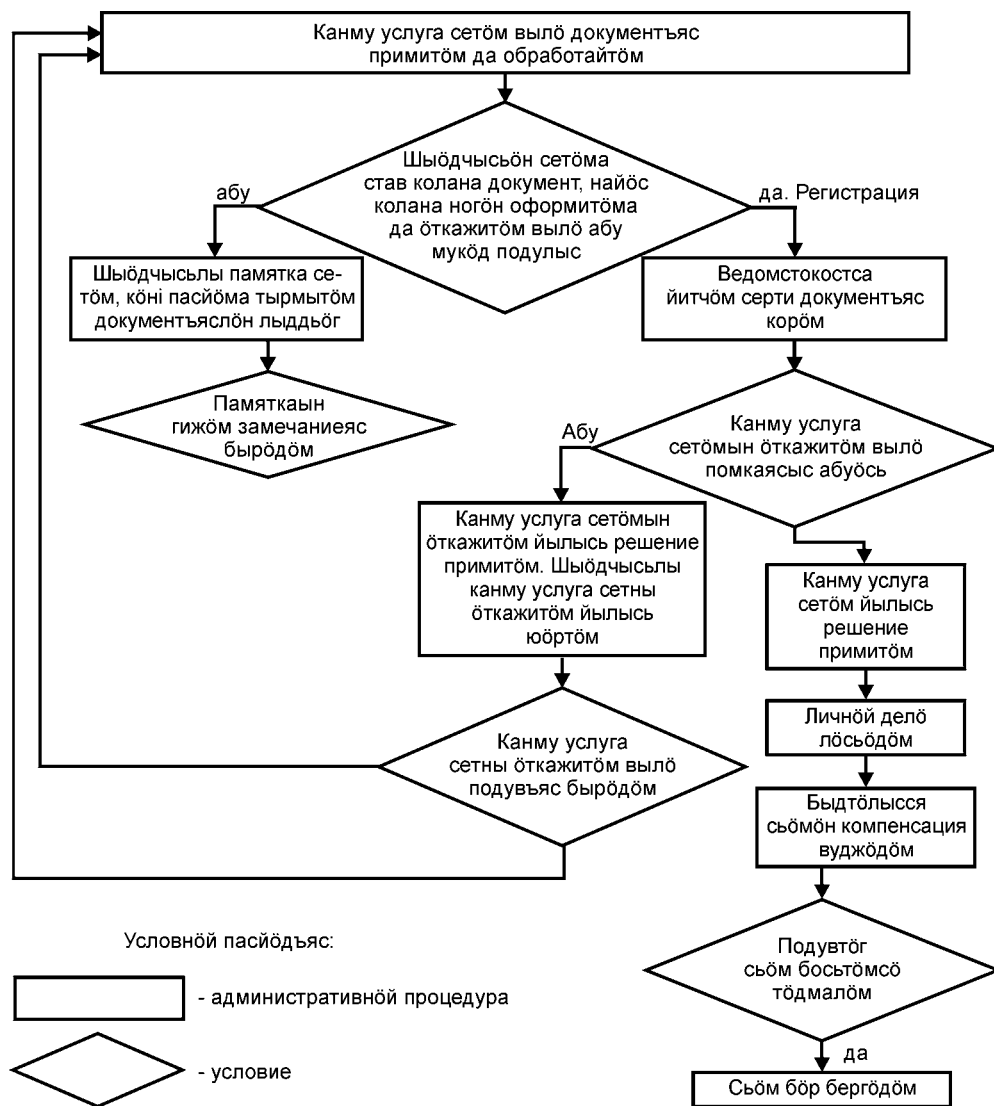 Канму услуга сетӧм вылӧ документъяс
примитӧм да обработайтӧм
Шыӧдчысьӧн сетӧма
став колана документ, найӧс
колана ногӧн оформитӧма
да ӧткажитӧм вылӧ абу
мукӧд подулыс
абу
да. Регистрация
Шыӧдчысьлы памятка се-
тӧм, кӧні пасйӧма тырмытӧм
документъяслӧн лыддьӧг
Ведомстокостса
йитчӧм серти документъяс
корӧм
Памяткаын
гижӧм замечаниеяс
бырӧдӧм
Канму услуга
сетӧмын ӧткажитӧм вылӧ
помкаясыс абуӧсь
Абу
Канму услуга сетӧмын
ӧткажитӧм йылысь решение
примитӧм. Шыӧдчысьлы
канму услуга сетны
ӧткажитӧм йылысь
юӧртӧм
Канму услуга
сетӧм йылысь
решение
примитӧм
Канму услуга
сетны ӧткажитӧм вылӧ
подувъяс бырӧдӧм
Личнӧй делӧ
лӧсьӧдӧм
Быдтӧлысся
сьӧмӧн компенсация
вуджӧдӧм
Подувтӧг
сьӧм босьтӧмсӧ
тӧдмалӧм
да
Сьӧм бӧр бергӧдӧм
Условнӧй пасйӧдъяс:
- административнӧй процедура
- условие